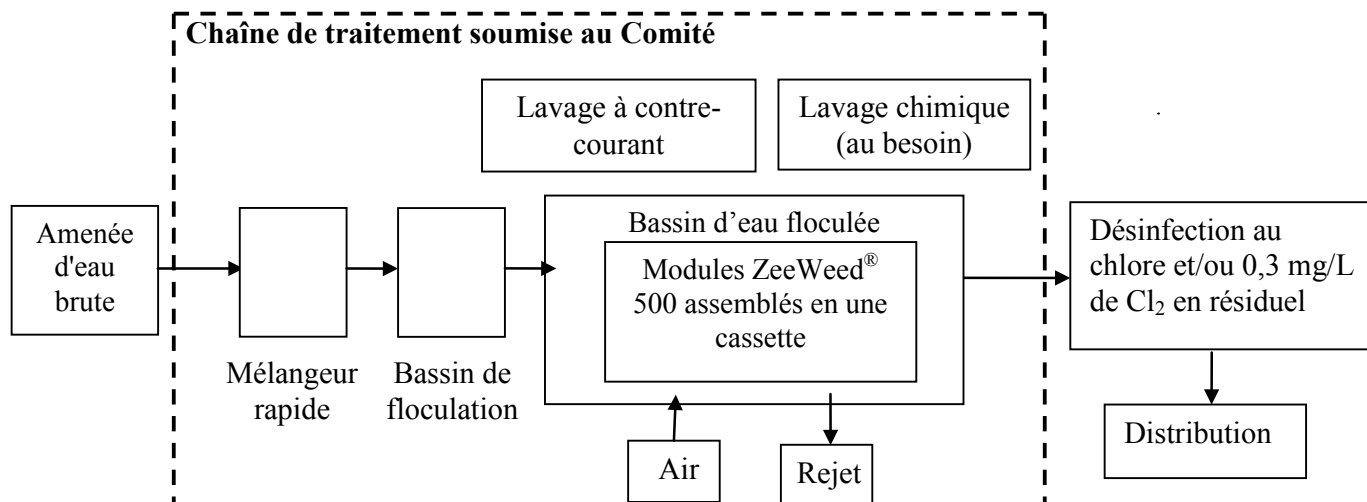 Chaîne de traitement soumise au Comité
Lavage à contre-
courant
Lavage chimique
(au besoin)
Amenée
d'eau
brute
Mélangeur
rapide
Bassin de
floculation
Bassin d'eau floculée
Modules ZeeWeed®
500 assemblés en une
cassette
Air
Rejet
Désinfection au
chlore et/ou 0,3 mg/L
de Cl₂ en résiduel
Distribution